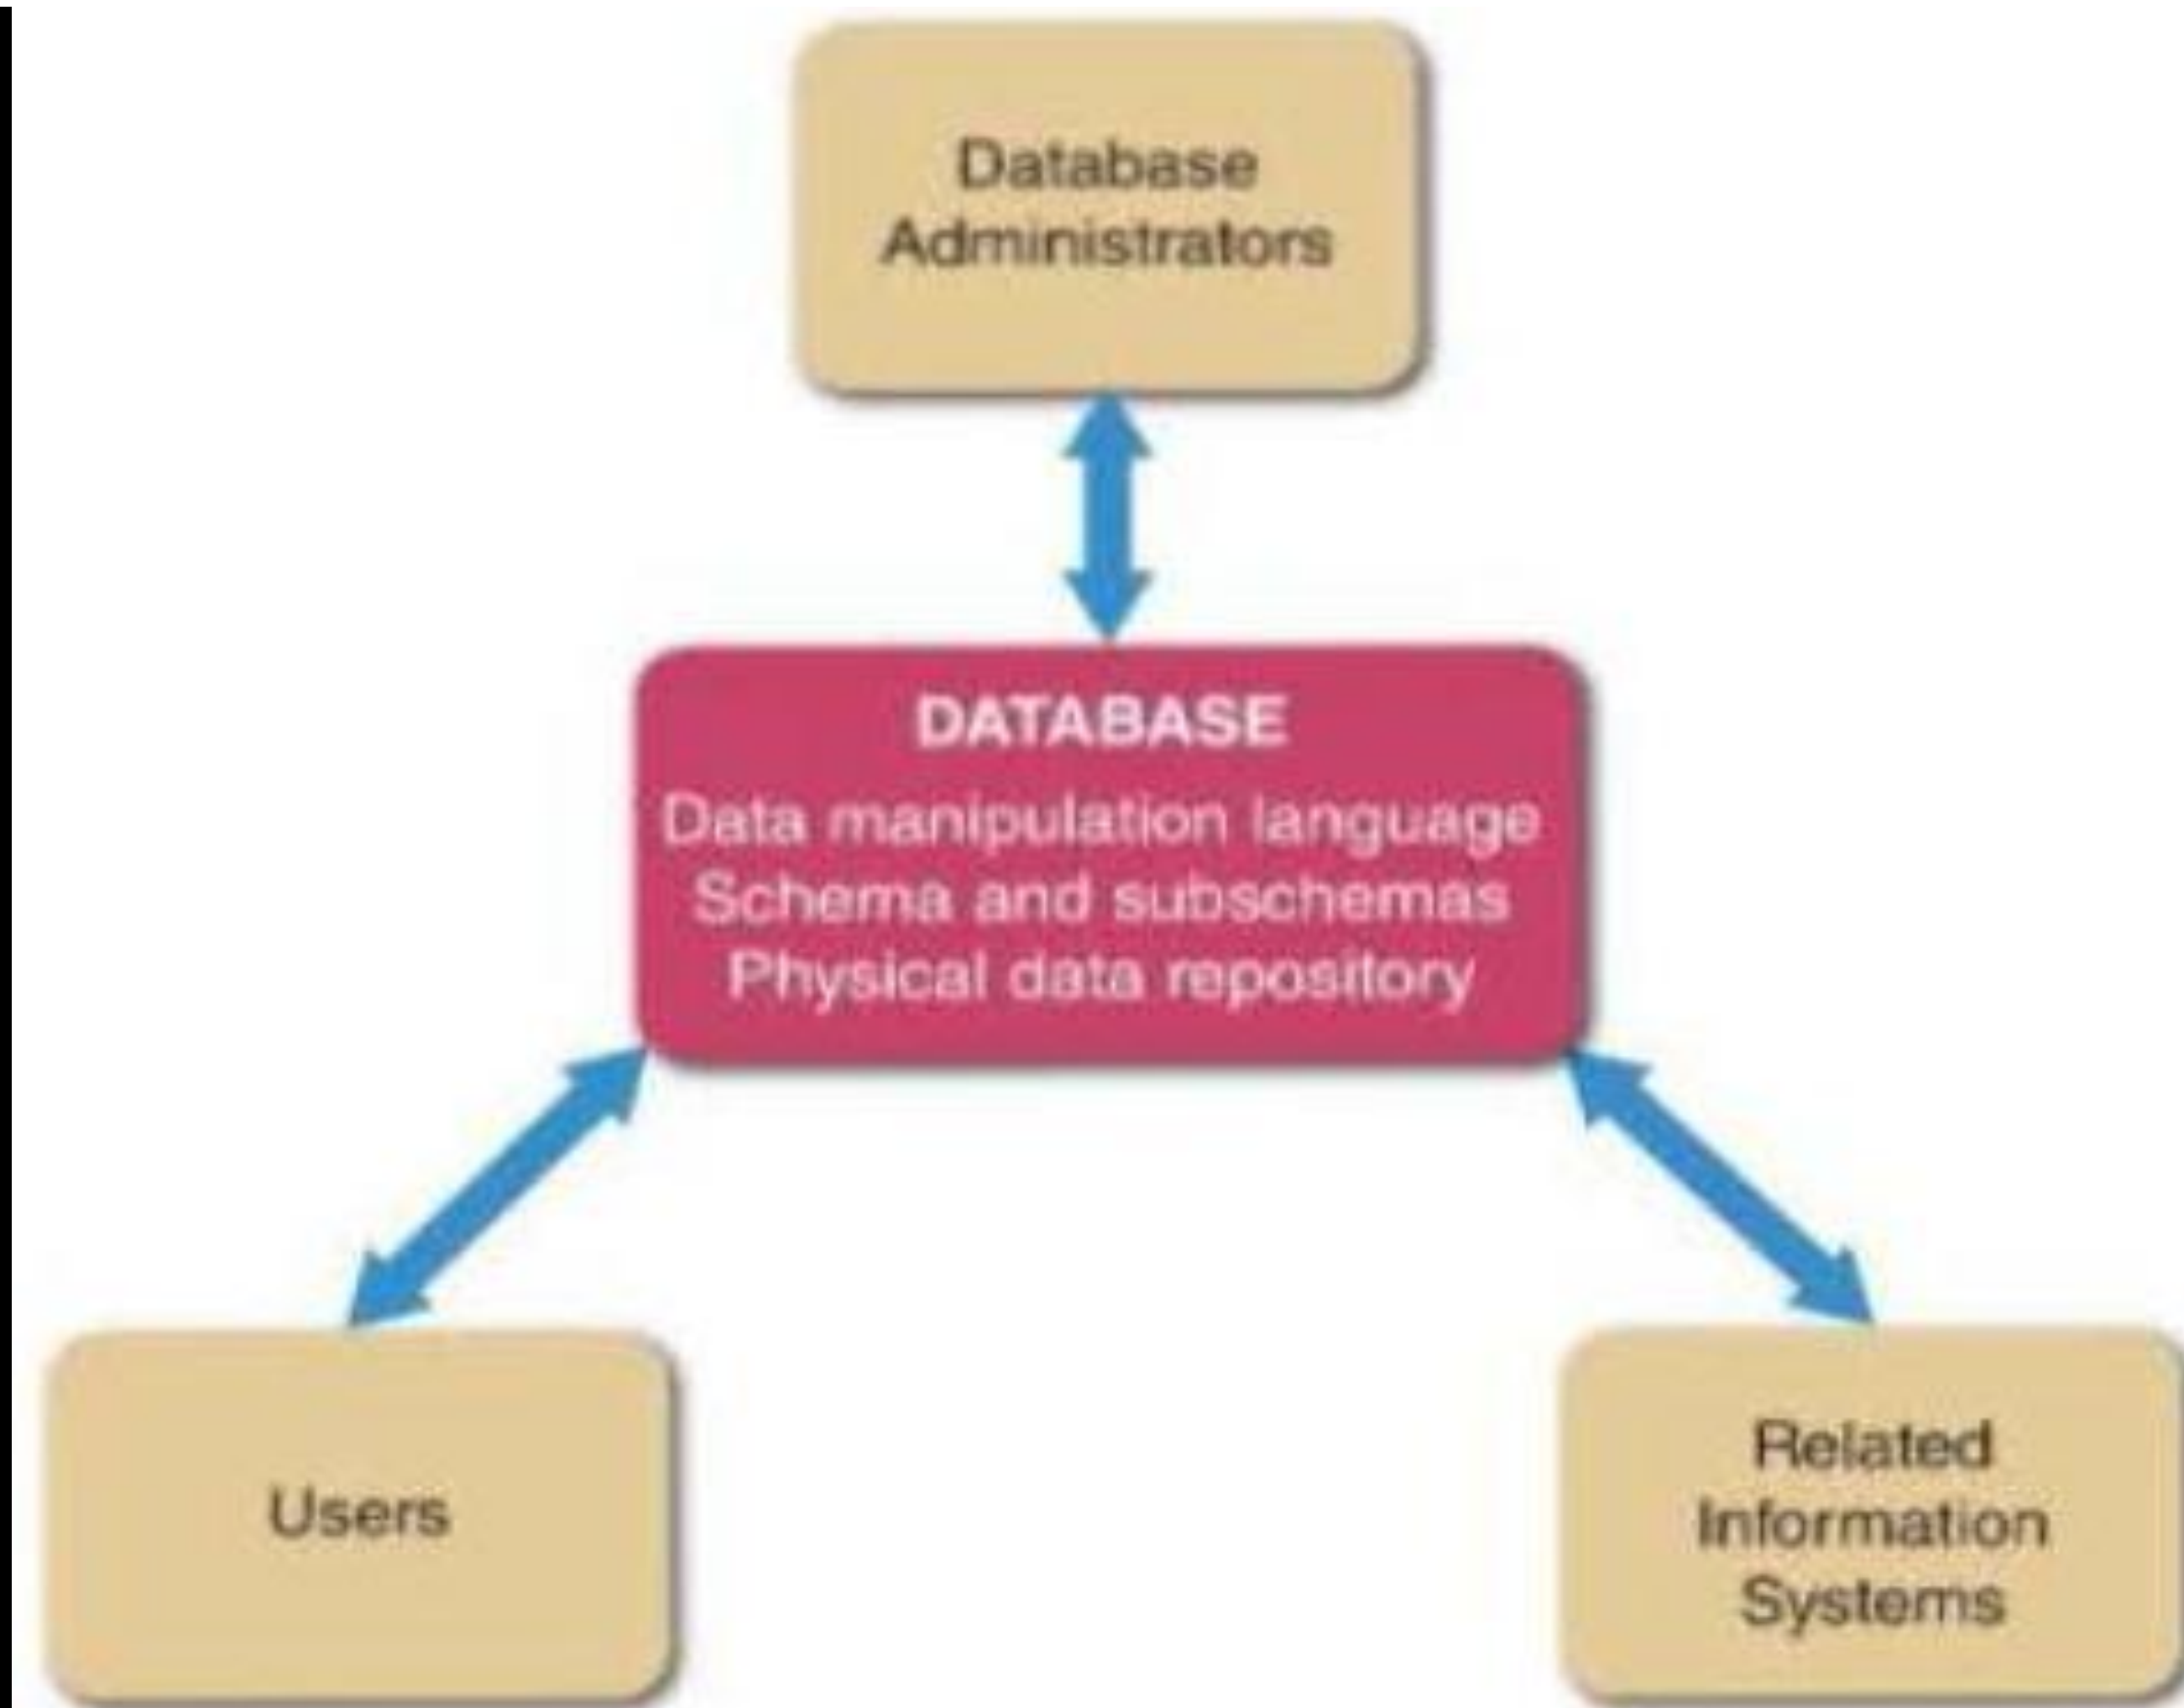 Database
Administrators
DATABASE
Data manipulation language
Schema and subschemas
Physical data repository
Users
Related
Information
Systems